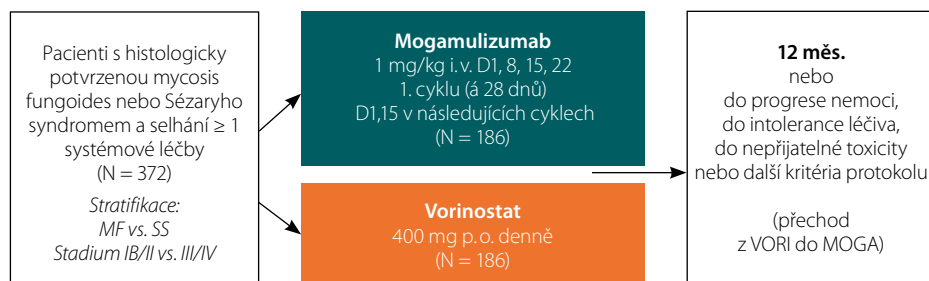 Pacienti s histologicky
potvrzenou mycosis
fungoides nebo Sézaryho
syndromem a selhání ≥ 1
systémové léčby
(N = 372)
Stratifikace:
MF vs. SS
Stadium IB/II vs. III/IV
Mogamulizumab
1 mg/kg i.v. D1, 8, 15, 22
1. cyklu (á 28 dnů)
D1,15 v následujících cyklech
(N = 186)
Vorinostat
400 mg p.o. denně
(N = 186)
12 měs.
nebo
do progrese nemoci,
do intolerance léčiva,
do nepřijatelné toxicity
nebo další kritéria protokolu
(přechod
z VORI do MOGA)